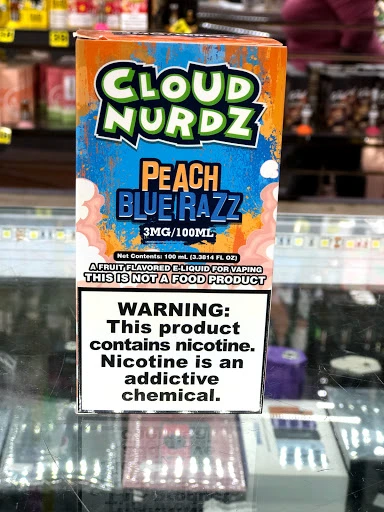 CLOUD
NURDZ
PEACH
BLUE RAZZ
3MG/100ML
Net Contents: 100 mL (3.3814 FL OZ)
A FRUIT FLAVORED E-LIQUID FOR VAPING
THIS IS NOT A FOOD PRODUCT
WARNING:
This product
contains nicotine.
Nicotine is an
addictive
chemical.